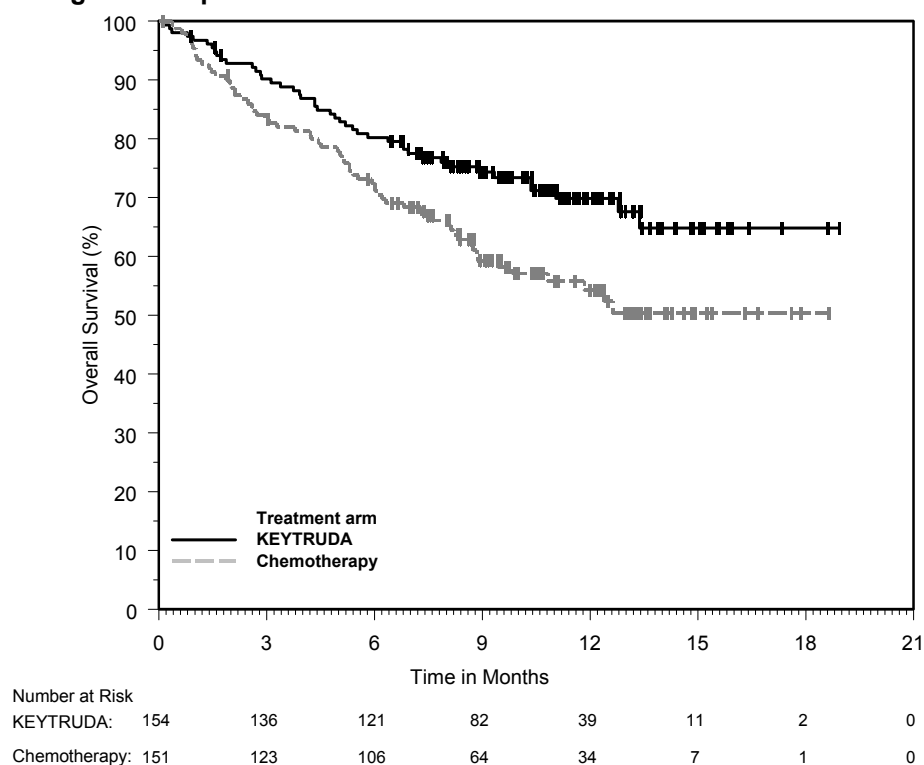 100
90
80
70
60
50
40
30
20
10
0
Overall Survival (%)
Treatment arm
KEYTRUDA
Chemotherapy
0 3 6 9 12 15 18 21
Time in Months
Number at Risk
KEYTRUDA: 154 136 121 82 39 11 2 0
Chemotherapy: 151 123 106 64 34 7 1 0